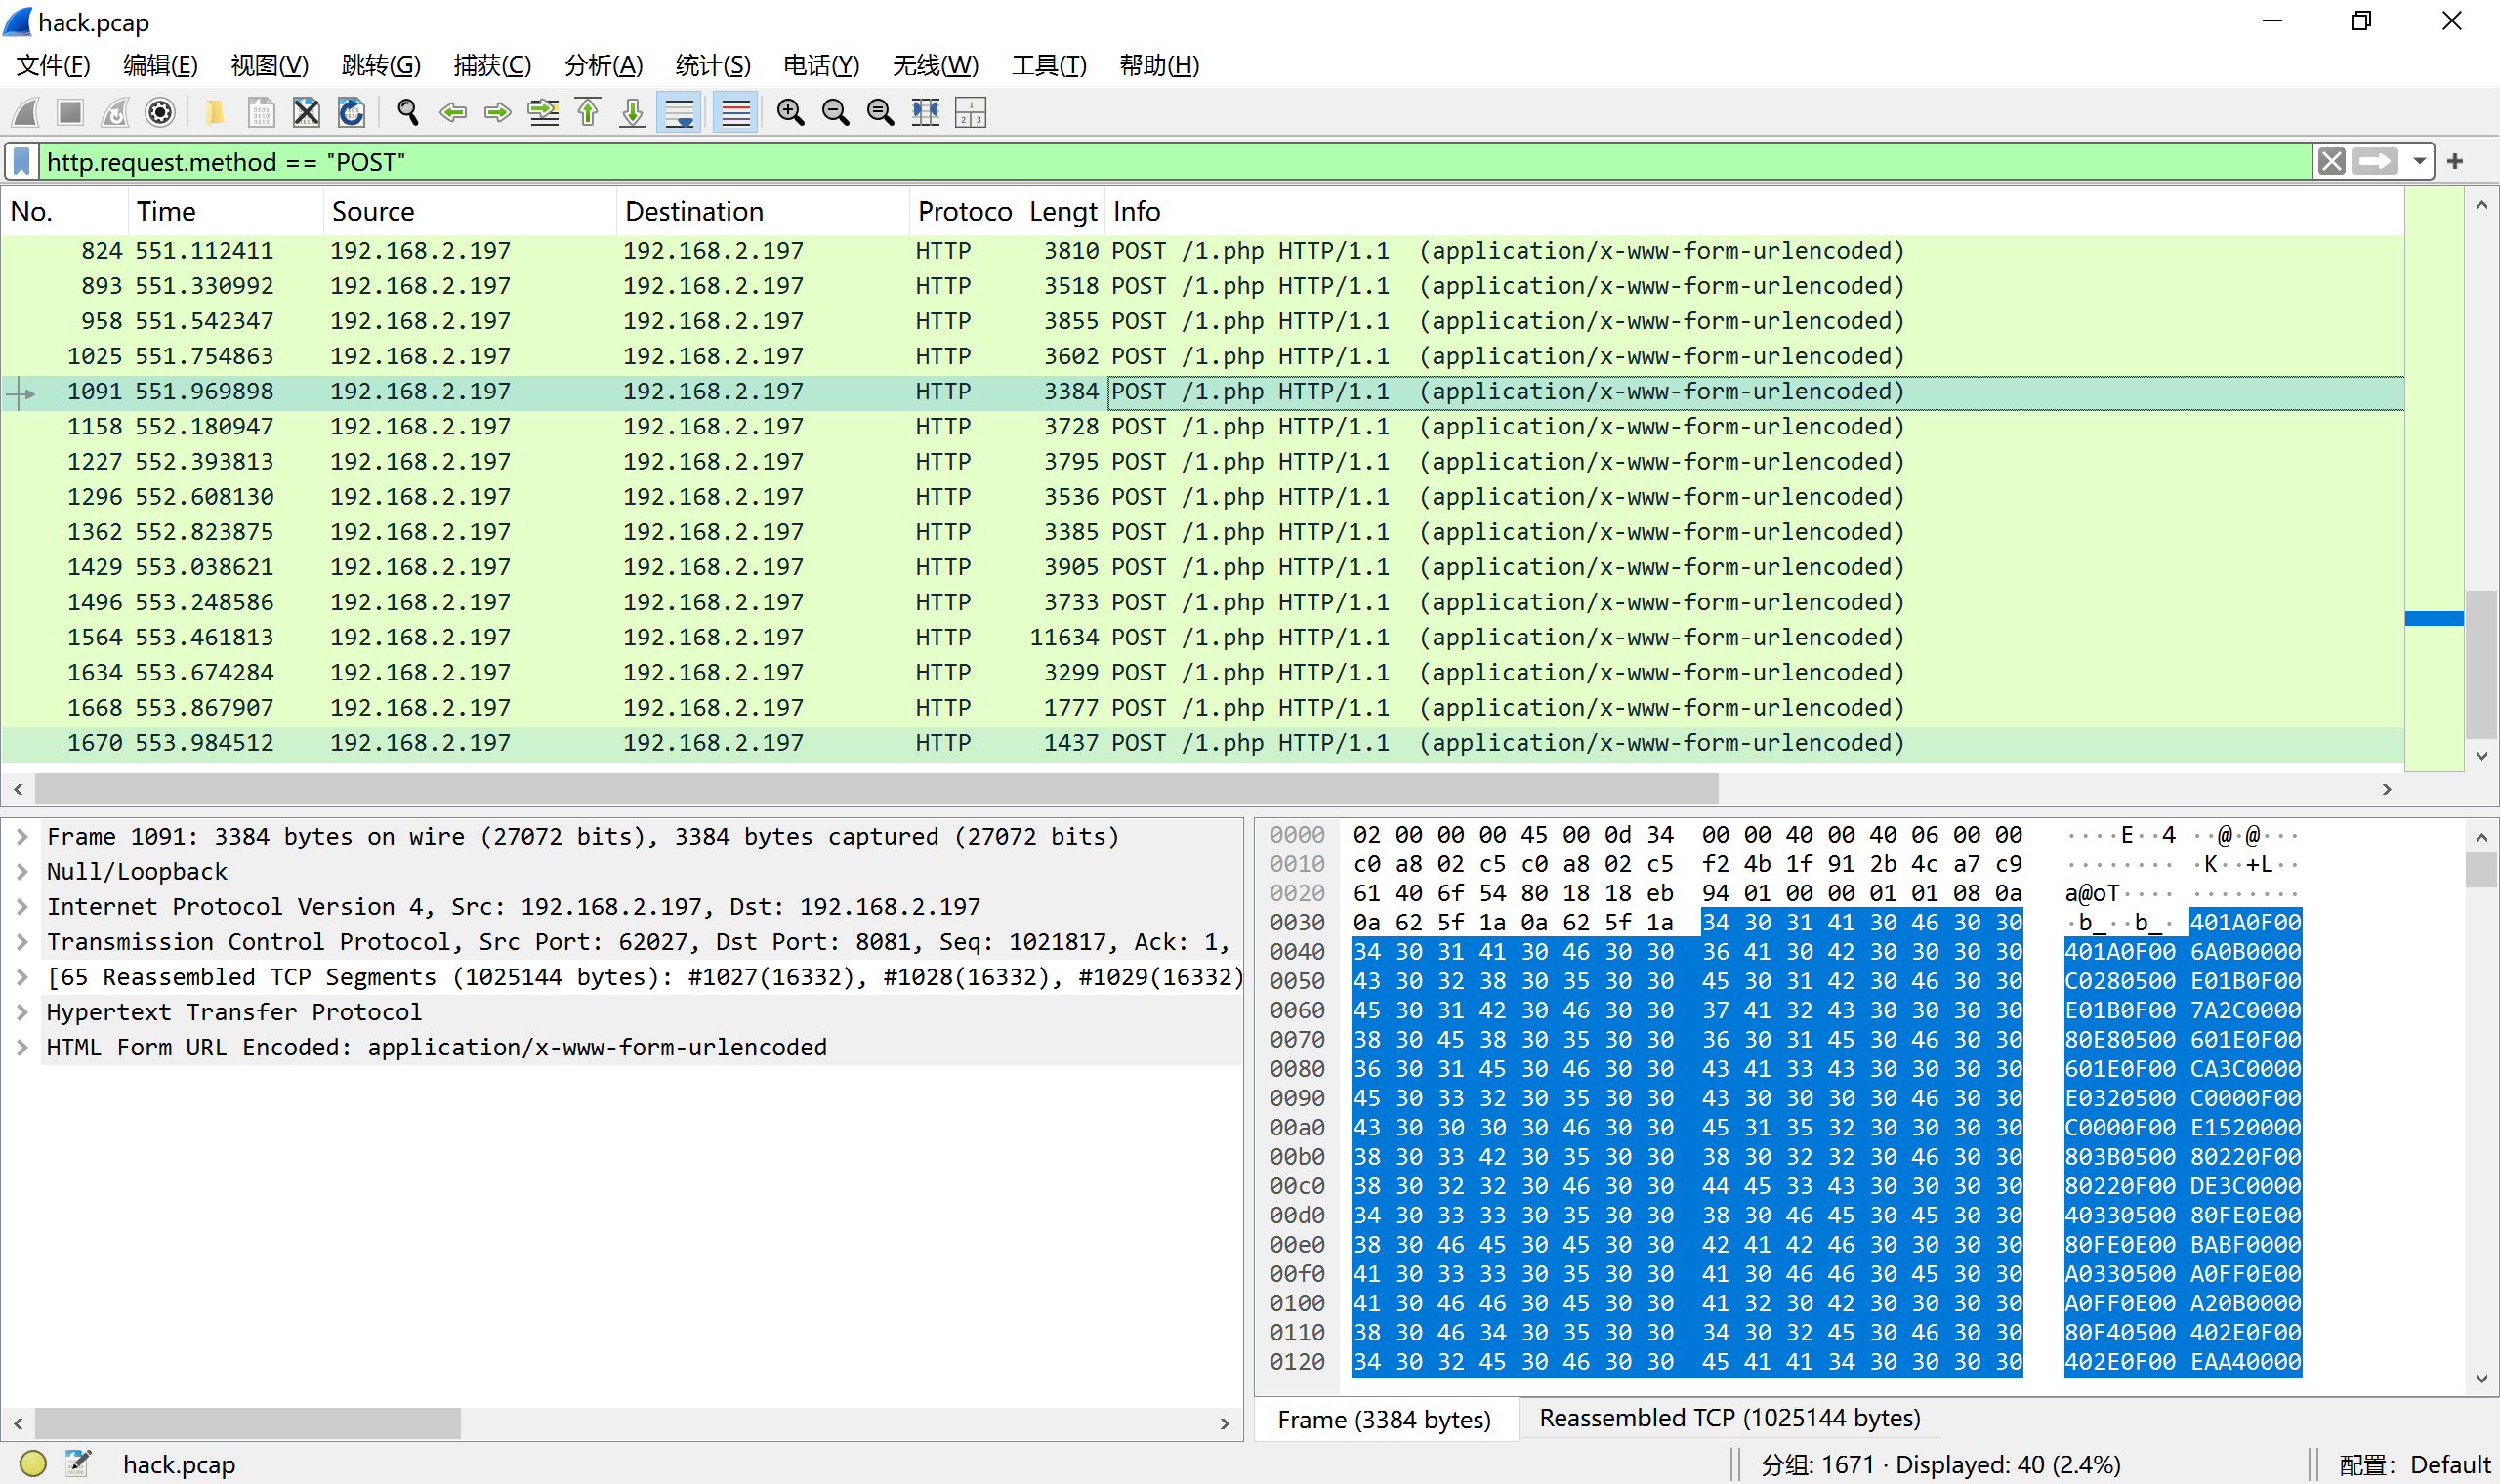 hack.pcap
文件(F) 编辑(E) 视图(V) 跳转(G) 捕获(C) 分析(A) 统计(S) 电话(Y) 无线(W) 工具(T) 帮助(H)
http.request.method == "POST"
No. Time Source Destination Protoco Lengt Info
824 551.112411 192.168.2.197 192.168.2.197 HTTP 3810 POST /1.php HTTP/1.1 (application/x-www-form-urlencoded)
893 551.330992 192.168.2.197 192.168.2.197 HTTP 3518 POST /1.php HTTP/1.1 (application/x-www-form-urlencoded)
958 551.542347 192.168.2.197 192.168.2.197 HTTP 3855 POST /1.php HTTP/1.1 (application/x-www-form-urlencoded)
1025 551.754863 192.168.2.197 192.168.2.197 HTTP 3602 POST /1.php HTTP/1.1 (application/x-www-form-urlencoded)
1091 551.969898 192.168.2.197 192.168.2.197 HTTP 3384 POST /1.php HTTP/1.1 (application/x-www-form-urlencoded)
1158 552.180947 192.168.2.197 192.168.2.197 HTTP 3728 POST /1.php HTTP/1.1 (application/x-www-form-urlencoded)
1227 552.393813 192.168.2.197 192.168.2.197 HTTP 3795 POST /1.php HTTP/1.1 (application/x-www-form-urlencoded)
1296 552.608130 192.168.2.197 192.168.2.197 HTTP 3536 POST /1.php HTTP/1.1 (application/x-www-form-urlencoded)
1362 552.823875 192.168.2.197 192.168.2.197 HTTP 3385 POST /1.php HTTP/1.1 (application/x-www-form-urlencoded)
1429 553.038621 192.168.2.197 192.168.2.197 HTTP 3905 POST /1.php HTTP/1.1 (application/x-www-form-urlencoded)
1496 553.248586 192.168.2.197 192.168.2.197 HTTP 3733 POST /1.php HTTP/1.1 (application/x-www-form-urlencoded)
1564 553.461813 192.168.2.197 192.168.2.197 HTTP 11634 POST /1.php HTTP/1.1 (application/x-www-form-urlencoded)
1634 553.674284 192.168.2.197 192.168.2.197 HTTP 3299 POST /1.php HTTP/1.1 (application/x-www-form-urlencoded)
1668 553.867907 192.168.2.197 192.168.2.197 HTTP 1777 POST /1.php HTTP/1.1 (application/x-www-form-urlencoded)
1670 553.984512 192.168.2.197 192.168.2.197 HTTP 1437 POST /1.php HTTP/1.1 (application/x-www-form-urlencoded)
Frame 1091: 3384 bytes on wire (27072 bits), 3384 bytes captured (27072 bits)
Null/Loopback
Internet Protocol Version 4, Src: 192.168.2.197, Dst: 192.168.2.197
Transmission Control Protocol, Src Port: 62027, Dst Port: 8081, Seq: 1021817, Ack: 1,
[65 Reassembled TCP Segments (1025144 bytes): #1027(16332), #1028(16332), #1029(16332)
Hypertext Transfer Protocol
HTML Form URL Encoded: application/x-www-form-urlencoded
0000 02 00 00 00 45 00 0d 34 00 00 40 00 40 06 00 00 ····E··4 ··@·@···
0010 c0 a8 02 c5 c0 a8 02 c5 f2 4b 1f 91 2b 4c a7 c9 ········ ·K··+L··
0020 61 40 6f 54 80 18 18 eb 94 01 00 00 01 01 08 0a a@oT···· ········
0030 0a 62 5f 1a 0a 62 5f 1a 34 30 31 41 30 46 30 30 ·b_··b_· 401A0F00
0040 34 30 31 41 30 46 30 30 36 41 30 42 30 30 30 30 401A0F00 6A0B0000
0050 43 30 32 38 30 35 30 30 45 30 31 42 30 46 30 30 C0280500 E01B0F00
0060 45 30 31 42 30 46 30 30 37 41 32 43 30 30 30 30 E01B0F00 7A2C0000
0070 38 30 45 38 30 35 30 30 36 30 31 45 30 46 30 30 80E80500 601E0F00
0080 36 30 31 45 30 46 30 30 43 41 33 43 30 30 30 30 601E0F00 CA3C0000
0090 45 30 33 32 30 35 30 30 43 30 30 30 30 46 30 30 E0320500 C0000F00
00a0 43 30 30 30 30 46 30 30 45 31 35 32 30 30 30 30 C0000F00 E1520000
00b0 38 30 33 42 30 35 30 30 38 30 32 32 30 46 30 30 803B0500 80220F00
00c0 38 30 32 32 30 46 30 30 44 45 33 43 30 30 30 30 80220F00 DE3C0000
00d0 34 30 33 33 30 35 30 30 38 30 46 45 30 45 30 30 40330500 80FE0E00
00e0 38 30 46 45 30 45 30 30 42 41 42 46 30 30 30 30 80FE0E00 BABF0000
00f0 41 30 33 33 30 35 30 30 41 30 46 46 30 45 30 30 A0330500 A0FF0E00
0100 41 30 46 46 30 45 30 30 41 32 30 42 30 30 30 30 A0FF0E00 A20B0000
0110 38 30 46 34 30 35 30 30 34 30 32 45 30 46 30 30 80F40500 402E0F00
0120 34 30 32 45 30 46 30 30 45 41 41 34 30 30 30 30 402E0F00 EAA40000
Frame (3384 bytes) Reassembled TCP (1025144 bytes)
hack.pcap 分组: 1671 · Displayed: 40 (2.4%) 配置: Default